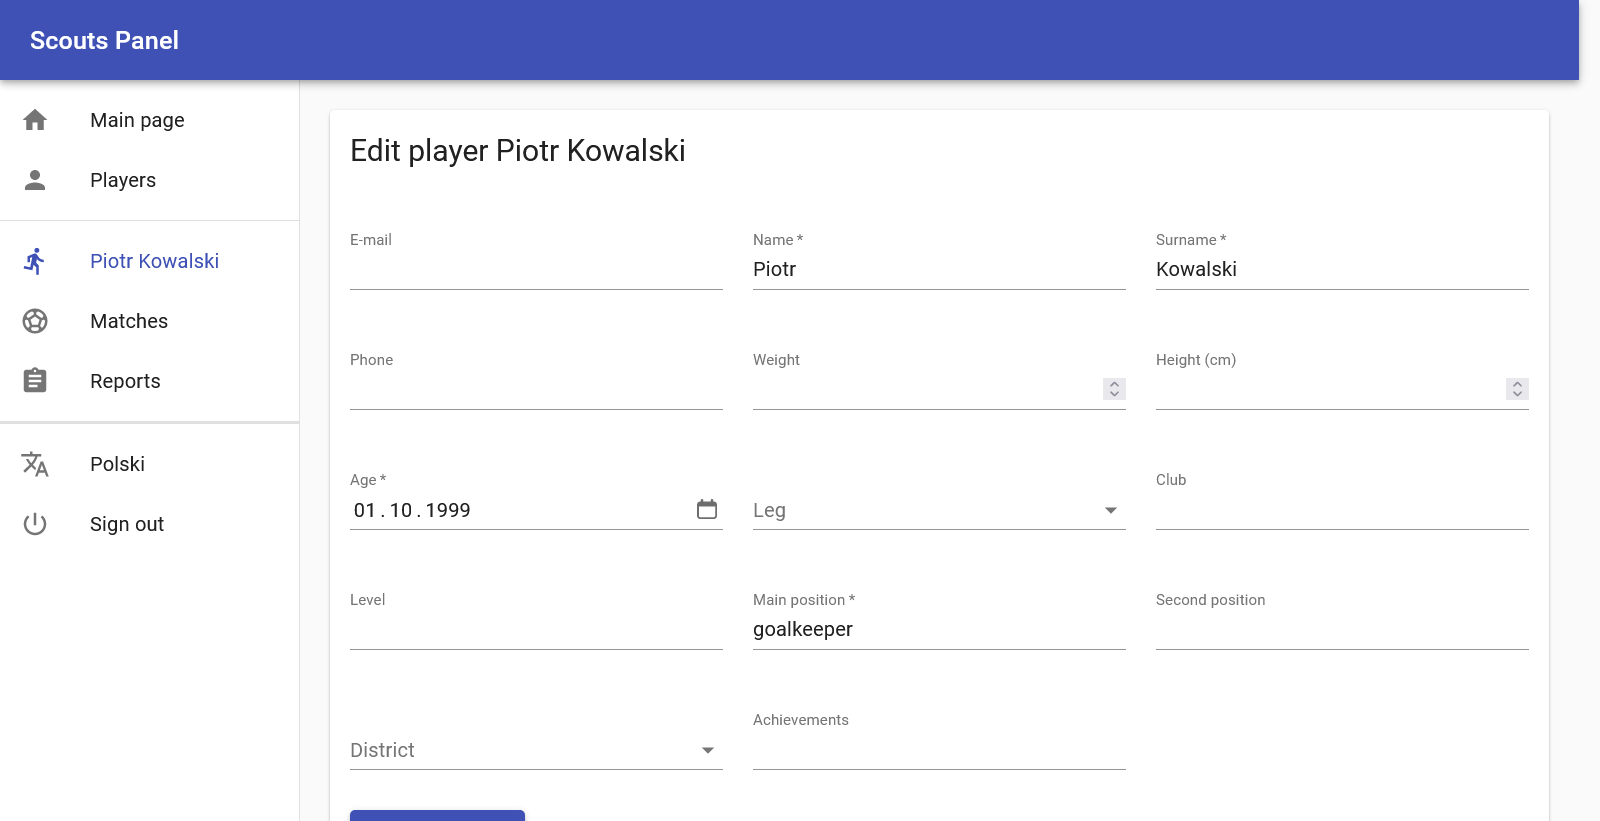 Scouts Panel
Main page
Players
Piotr Kowalski
Matches
Reports
Polski
Sign out
Edit player Piotr Kowalski
E-mail
Name *
Piotr
Surname *
Kowalski
Phone
Weight
Height (cm)
Age *
01 . 10 . 1999
Leg
Club
Level
Main position *
goalkeeper
Second position
District
Achievements